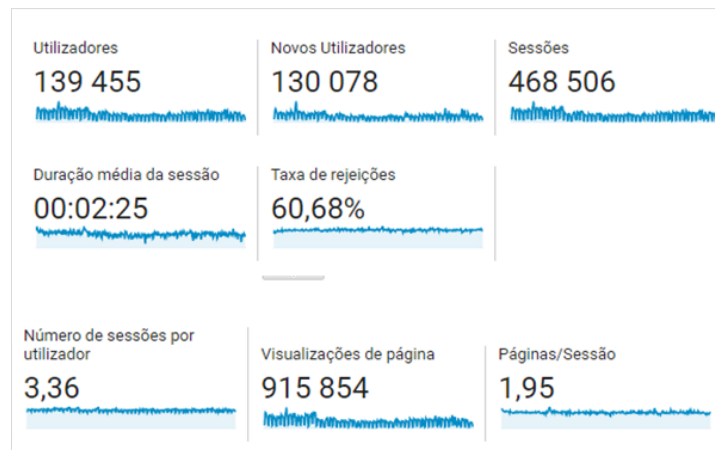 Utilizadores
139 455
Novos Utilizadores
130 078
Sessões
468 506
Duração média da sessão
00:02:25
Taxa de rejeições
60,68%
Número de sessões por
utilizador
3,36
Visualizações de página
915 854
Páginas/Sessão
1,95